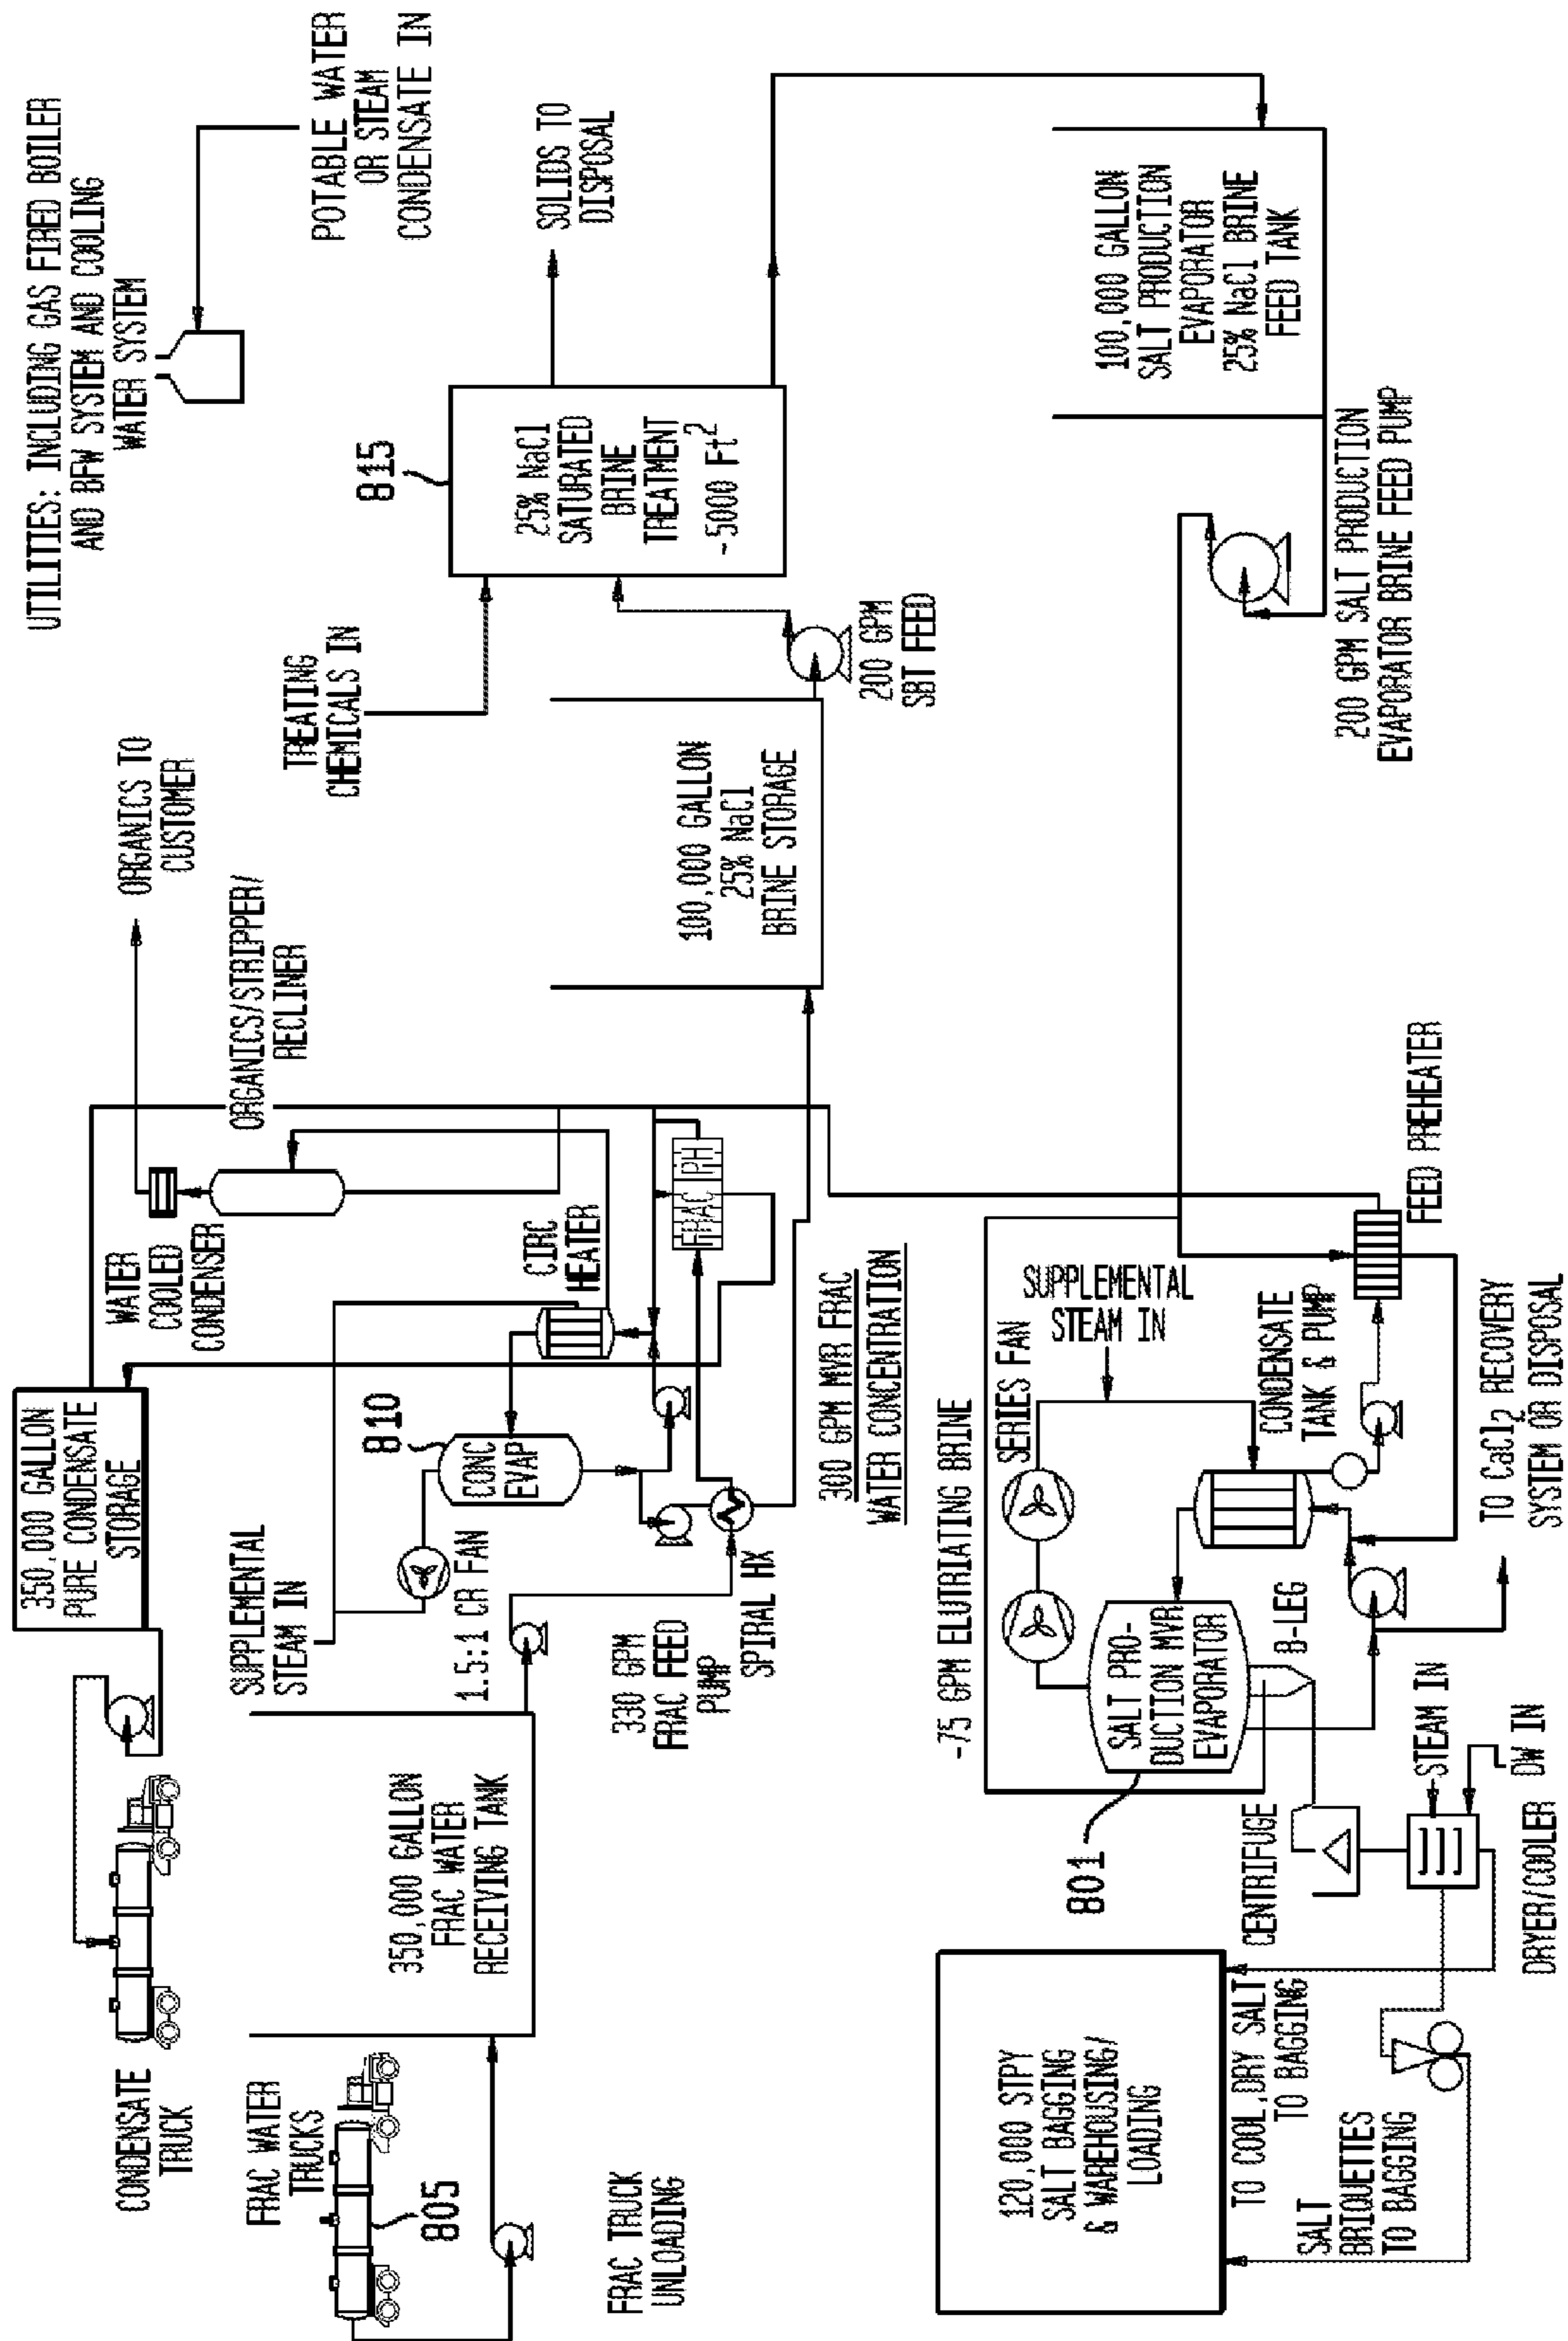 CONDENSATE
TRUCK
350,000 GALLON
PURE CONDENSATE
STORAGE
WATER
COOLED
CONDENSER
ORGANICS TO
CUSTOMER
ORGANICS/STRIPPER/
RECLINER
UTILITIES: INCLUDING GAS FIRED BOILER
AND BFW SYSTEM AND COOLING
WATER SYSTEM
POTABLE WATER
OR STEAM
CONDENSATE IN
FRAC WATER
TRUCKS
805
FRAC TRUCK
UNLOADING
350,000 GALLON
FRAC WATER
RECEIVING TANK
SUPPLEMENTAL
STEAM IN
1.5:1 CR FAN
810
CONC
EVAP
CIRC
HEATER
FRAC PH
330 GPM
FRAC FEED
PUMP
SPIRAL HX
300 GPM MVR FRAC
WATER CONCENTRATION
100,000 GALLON
25% NaCl
BRINE STORAGE
TREATING
CHEMICALS IN
200 GPM
SBT FEED
815
25% NaCl
SATURATED
BRINE
TREATMENT
~5000 Ft²
SOLIDS TO
DISPOSAL
120,000 STPY
SALT BAGGING
& WAREHOUSING/
LOADING
TO COOL,DRY SALT
TO BAGGING
SALT
BRIQUETTES
TO BAGGING
CENTRIFUGE
STEAM IN
DW IN
DRYER/COOLER
801
~75 GPM ELUTRIATING BRINE
SALT PRO-
DUCTION MVR
EVAPORATOR
B-LEG
SERIES FAN
SUPPLEMENTAL
STEAM IN
CONDENSATE
TANK & PUMP
TO CaCl₂ RECOVERY
SYSTEM OR DISPOSAL
FEED PREHEATER
200 GPM SALT PRODUCTION
EVAPORATOR BRINE FEED PUMP
100,000 GALLON
SALT PRODUCTION
EVAPORATOR
25% NaCl BRINE
FEED TANK